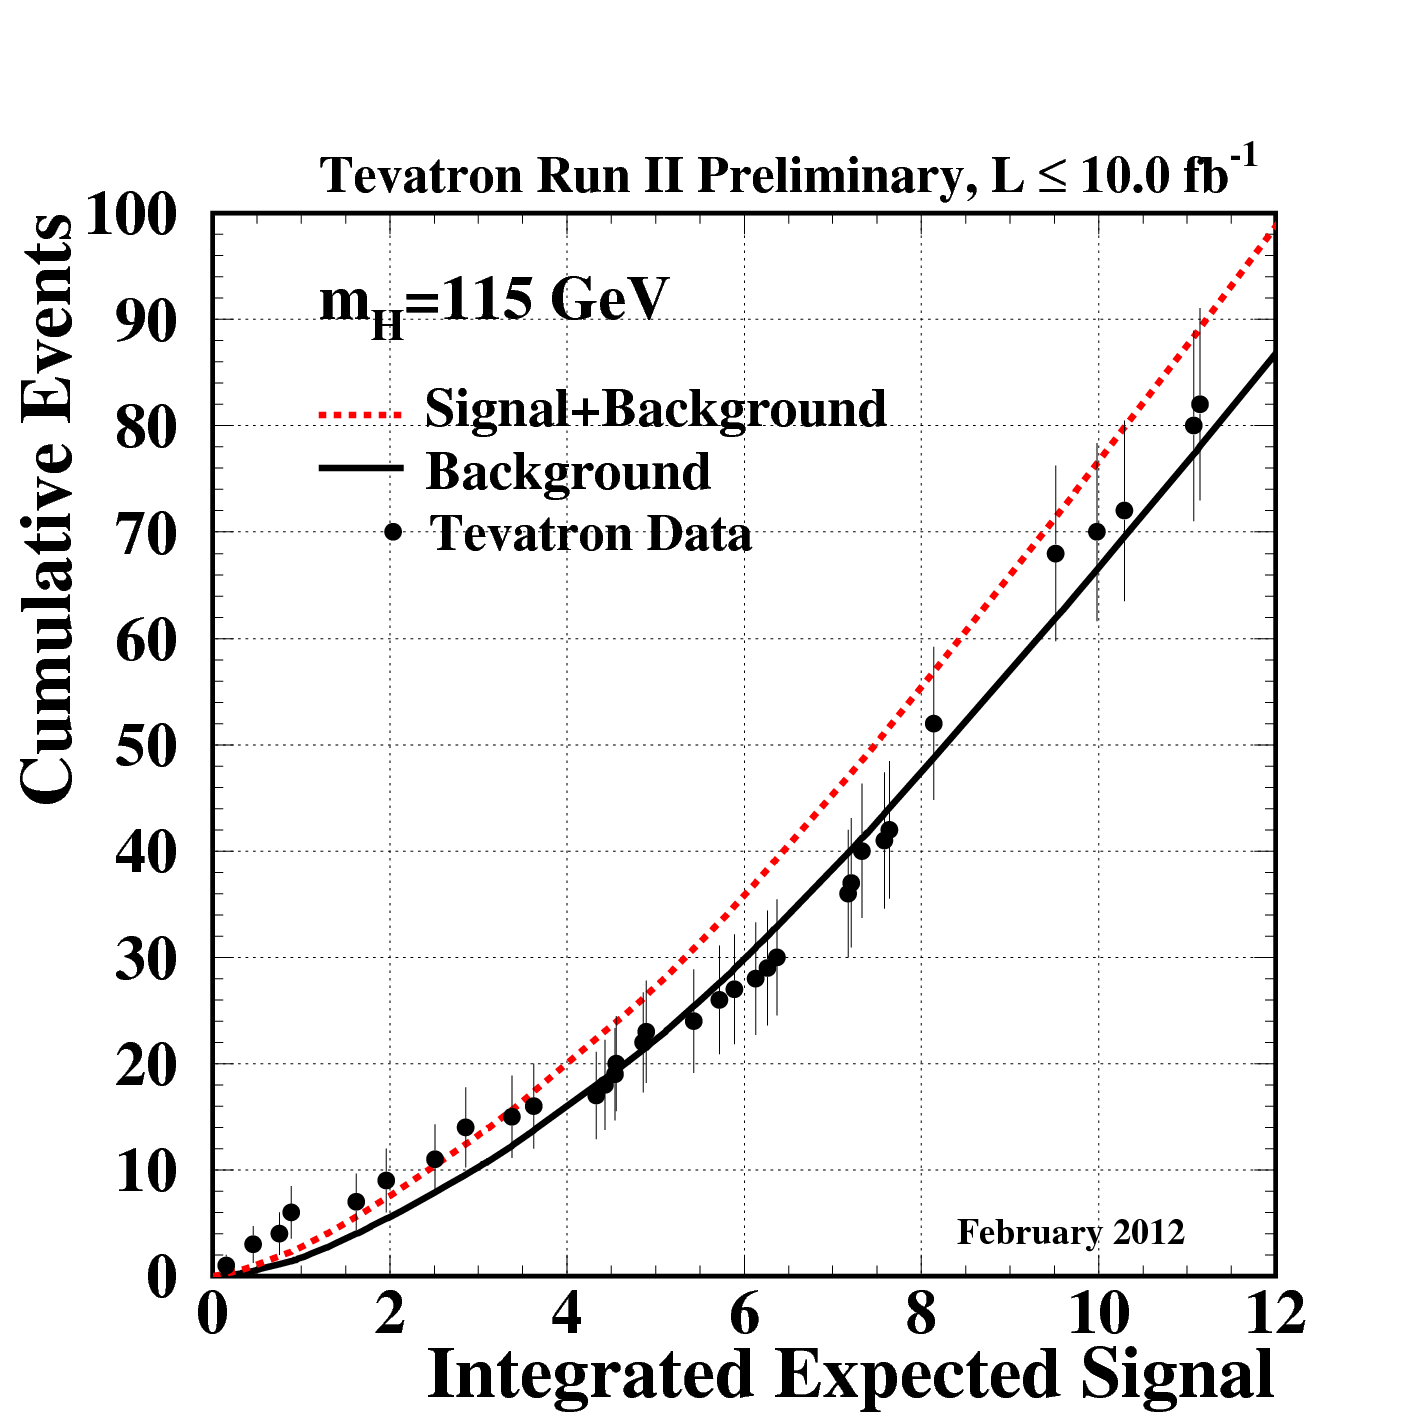 Tevatron Run II Preliminary, L ≤ 10.0 fb-1
Cumulative Events
100
90
80
70
60
50
40
30
20
10
0
mH=115 GeV
Signal+Background
Background
Tevatron Data
February 2012
0 2 4 6 8 10 12
Integrated Expected Signal